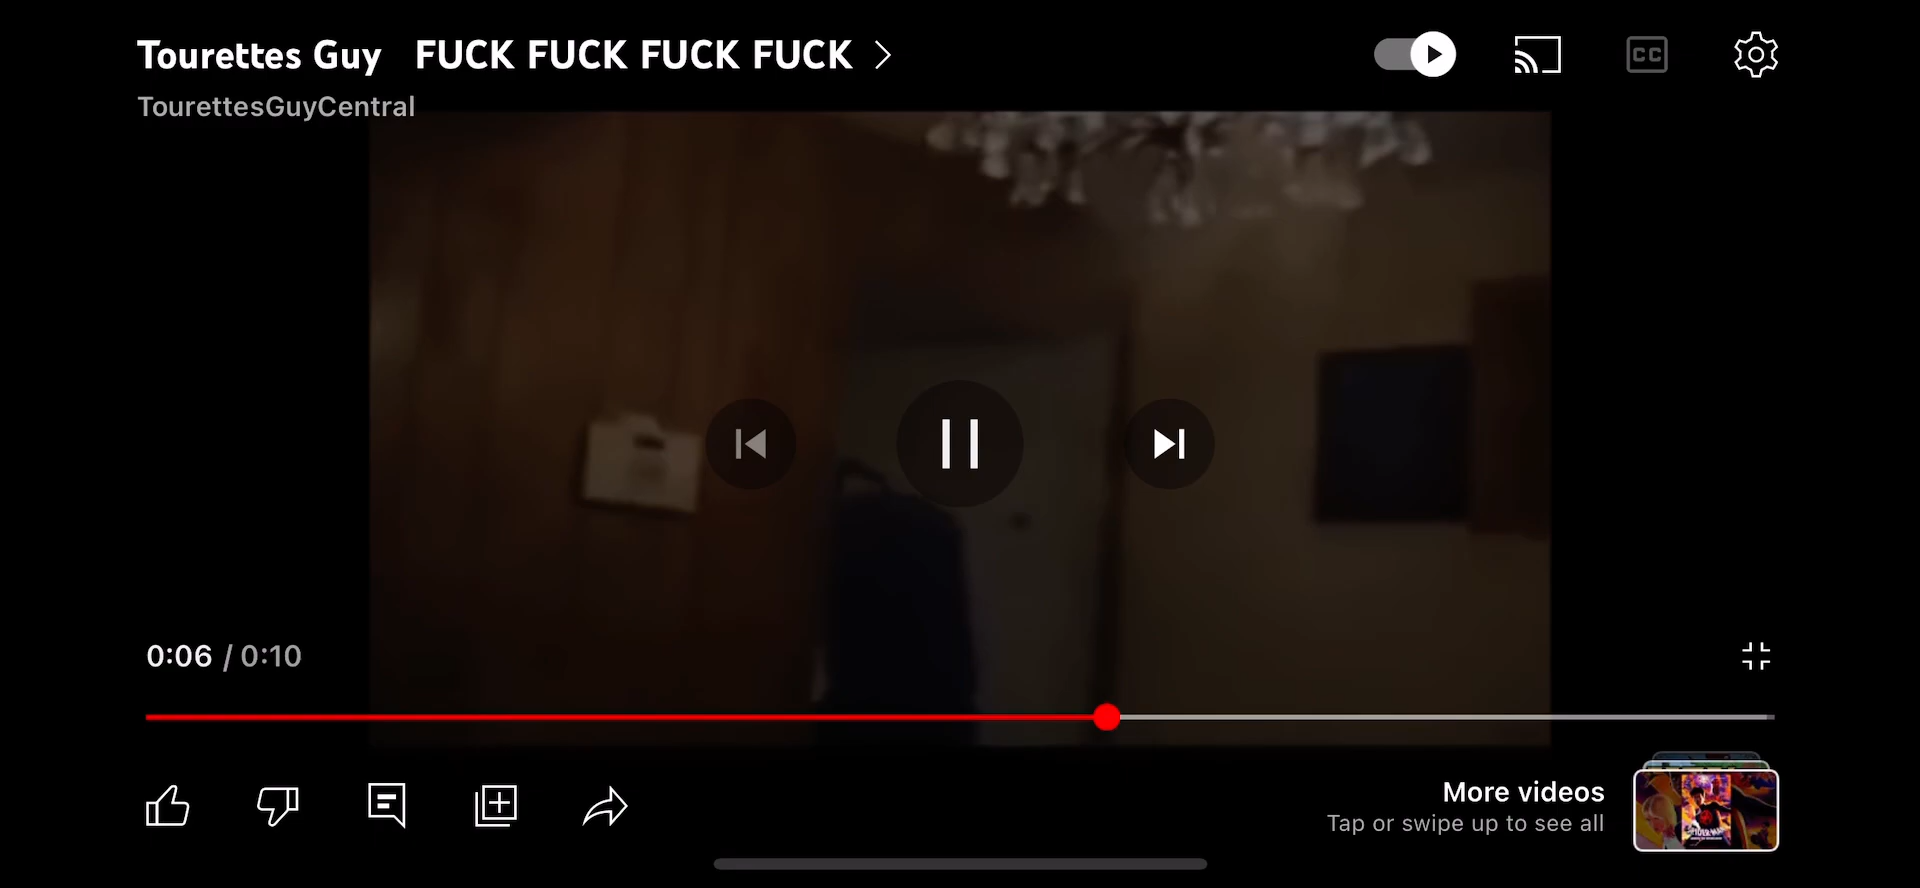 Tourettes Guy   FUCK FUCK FUCK FUCK
TourettesGuyCentral
CC
0:06 / 0:10
More videos
Tap or swipe up to see all